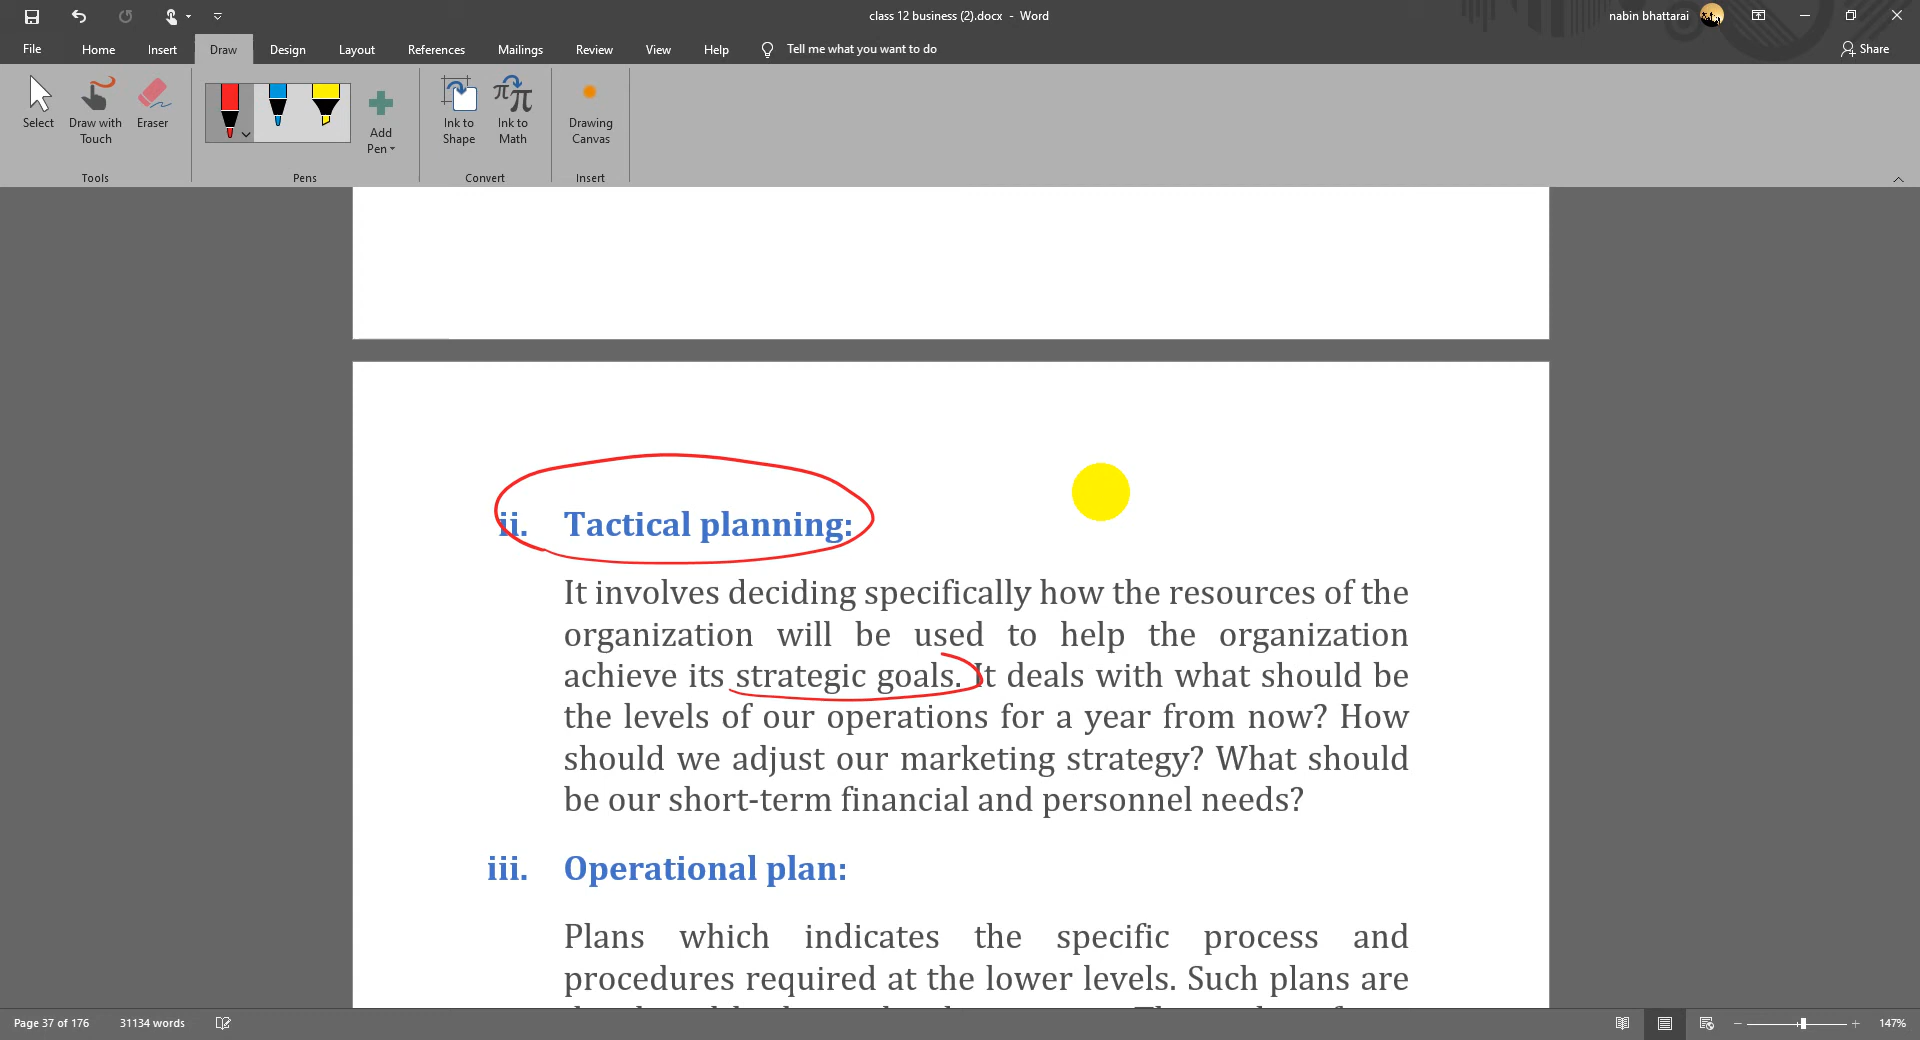 class 12 business (2).docx - Word
nabin bhattarai
File Home Insert Draw Design Layout References Mailings Review View Help Tell me what you want to do Share
Select
Draw with
Touch
Eraser
Add
Pen
Ink to
Shape
Ink to
Math
Drawing
Canvas
Tools Pens Convert Insert
ii. Tactical planning:
It involves deciding specifically how the resources of the
organization will be used to help the organization
achieve its strategic goals. It deals with what should be
the levels of our operations for a year from now? How
should we adjust our marketing strategy? What should
be our short-term financial and personnel needs?
iii. Operational plan:
Plans which indicates the specific process and
procedures required at the lower levels. Such plans are
Page 37 of 176 31134 words 147%